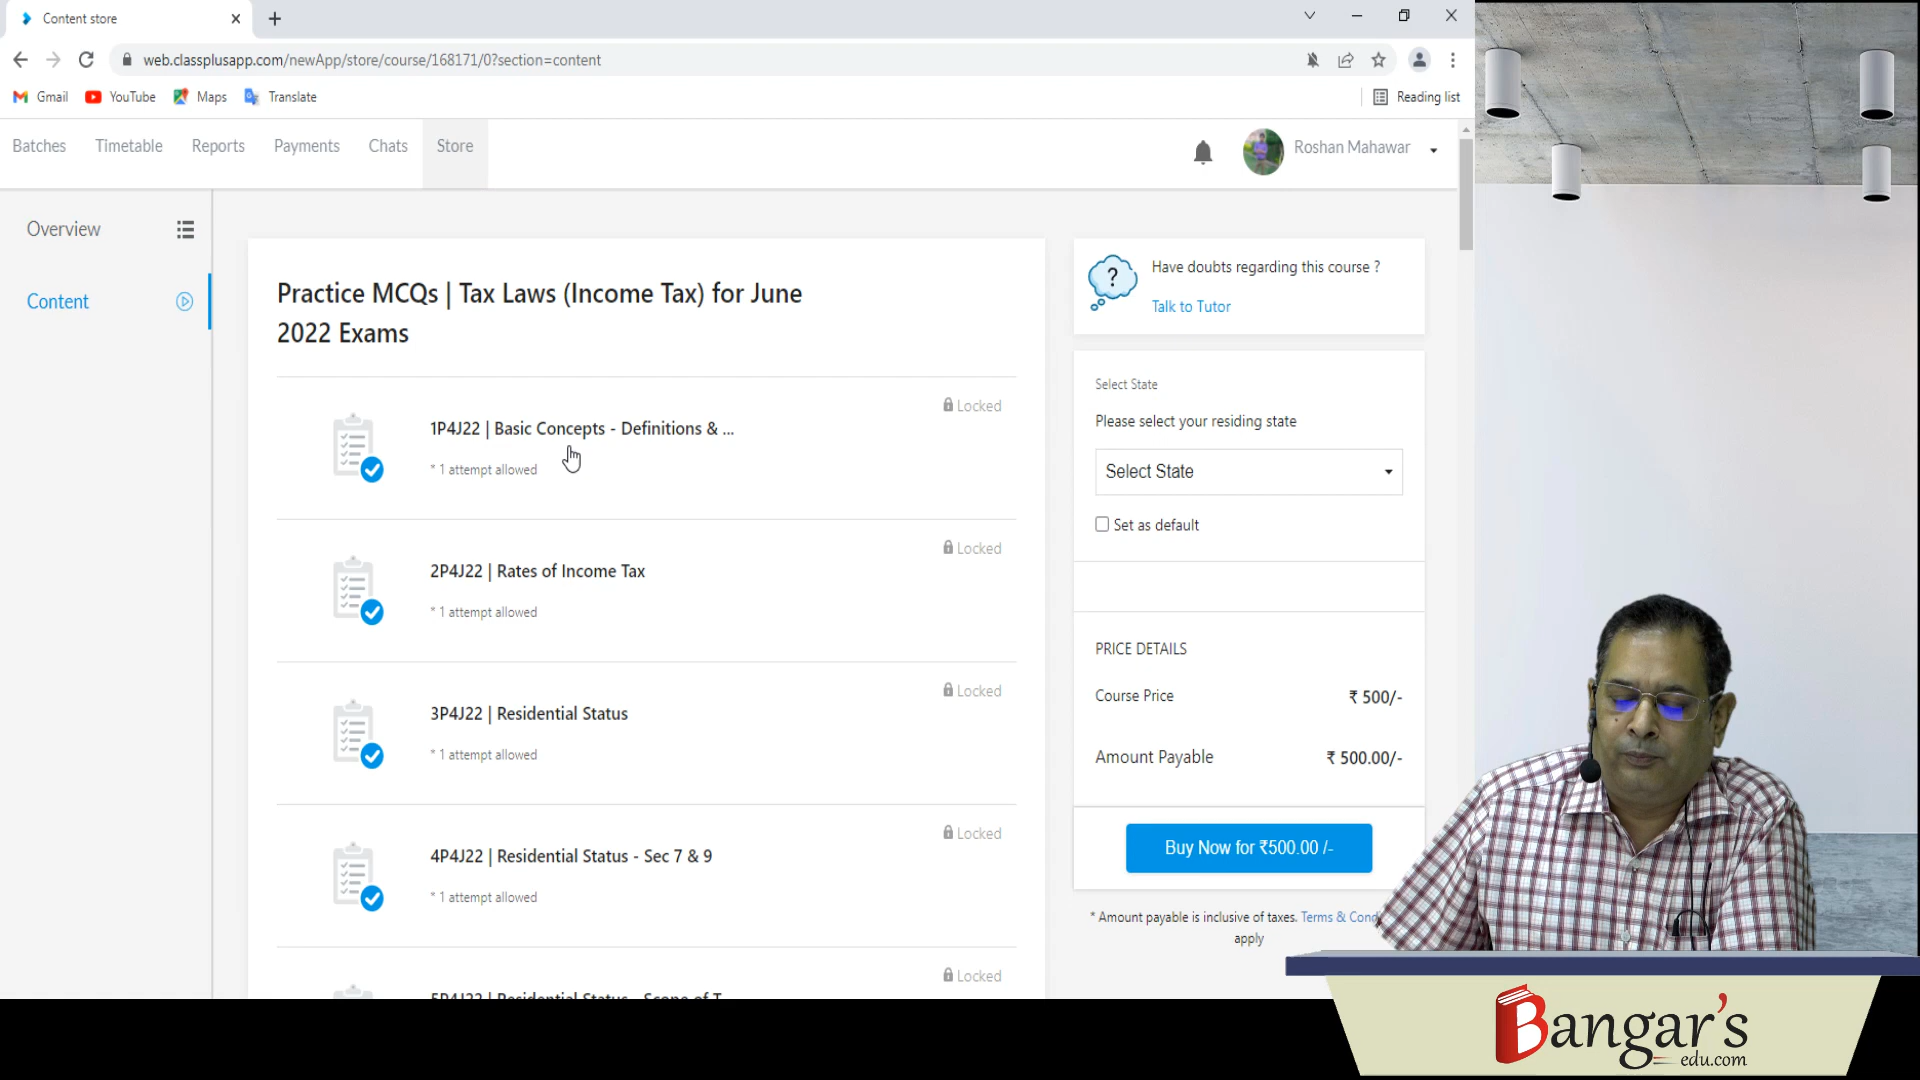 Content store
web.classplusapp.com/newApp/store/course/168171/0?section=content
Gmail YouTube Maps Translate Reading list
Batches Timetable Reports Payments Chats Store Roshan Mahawar
Overview
Content
Practice MCQs | Tax Laws (Income Tax) for June
2022 Exams
Locked
1P4J22 | Basic Concepts - Definitions & ...
* 1 attempt allowed
Locked
2P4J22 | Rates of Income Tax
* 1 attempt allowed
Locked
3P4J22 | Residential Status
* 1 attempt allowed
Locked
4P4J22 | Residential Status - Sec 7 & 9
* 1 attempt allowed
Locked
5P4J22 | Residential Status - Scope of T
?
Have doubts regarding this course ?
Talk to Tutor
Select State
Please select your residing state
Select State
Set as default
PRICE DETAILS
Course Price ₹ 500/-
Amount Payable ₹ 500.00/-
Buy Now for ₹500.00 /-
* Amount payable is inclusive of taxes. Terms & Condi
apply
Bangar's
edu.com